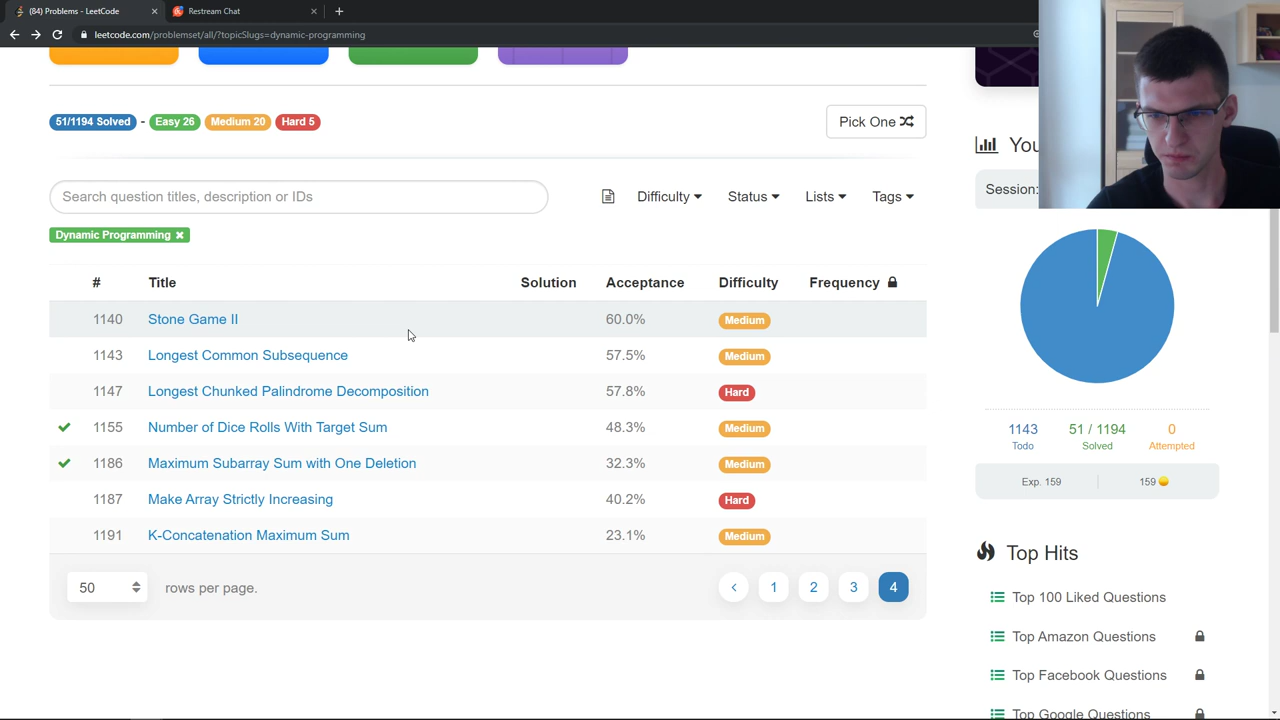 (84) Problems - LeetCode
Restream Chat
leetcode.com/problemset/all/?topicSlugs=dynamic-programming
51/1194 Solved - Easy 26 Medium 20 Hard 5
Pick One
Search question titles, description or IDs
Difficulty Status Lists Tags
Dynamic Programming ×
# Title Solution Acceptance Difficulty Frequency
1140 Stone Game II 60.0% Medium
1143 Longest Common Subsequence 57.5% Medium
1147 Longest Chunked Palindrome Decomposition 57.8% Hard
1155 Number of Dice Rolls With Target Sum 48.3% Medium
1186 Maximum Subarray Sum with One Deletion 32.3% Medium
1187 Make Array Strictly Increasing 40.2% Hard
1191 K-Concatenation Maximum Sum 23.1% Medium
50 rows per page.
1 2 3 4
Session:
1143 51 / 1194 0
Todo Solved Attempted
Exp. 159 159
Top Hits
Top 100 Liked Questions
Top Amazon Questions
Top Facebook Questions
Top Google Questions